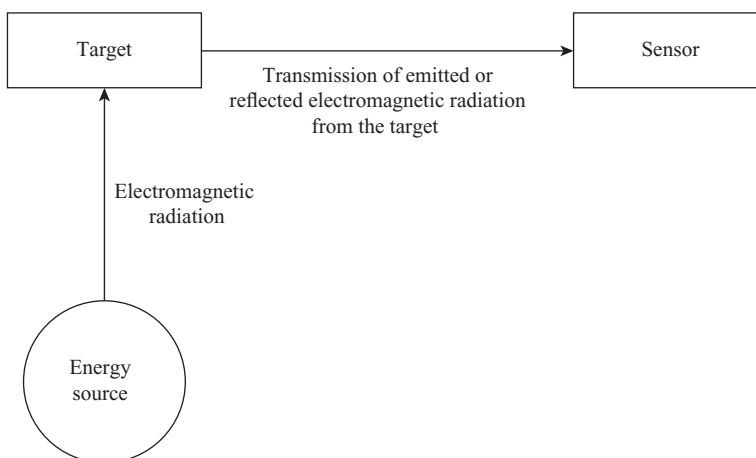 Target
Sensor
Transmission of emitted or
reflected electromagnetic radiation
from the target
Electromagnetic
radiation
Energy
source